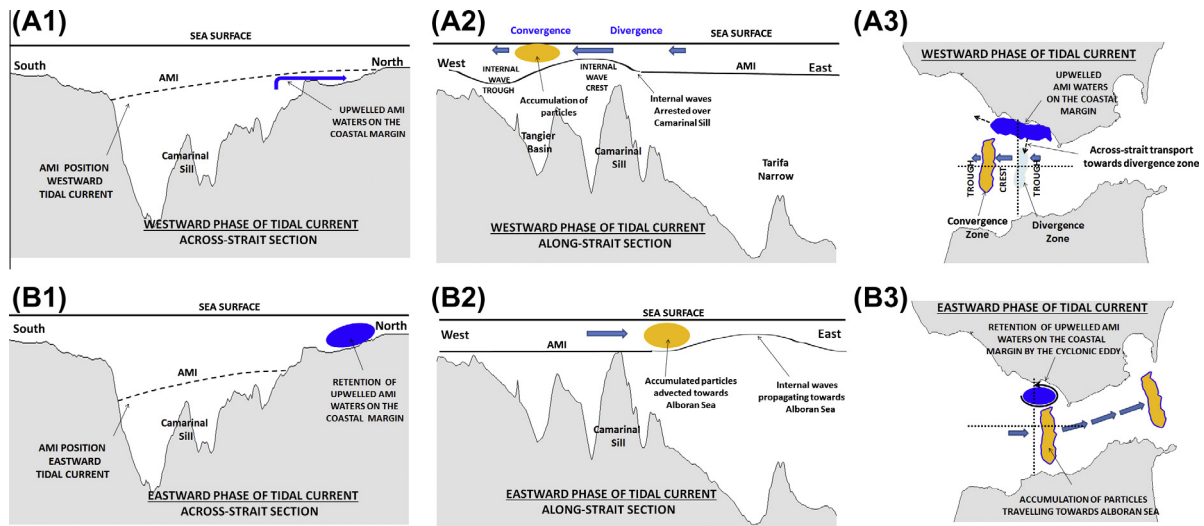 (A1)
SEA SURFACE
South
North
AMI
UPWELLED AMI
WATERS ON THE
COASTAL MARGIN
AMI POSITION
WESTWARD
TIDAL CURRENT
Camarinal
Sill
WESTWARD PHASE OF TIDAL CURRENT
ACROSS-STRAIT SECTION
(A2)
Convergence
Divergence
SEA SURFACE
West
East
INTERNAL
WAVE
TROUGH
INTERNAL
WAVE
CREST
AMI
Accumulation of
particles
Internal waves
Arrested over
Camarinal Sill
Tangier
Basin
Camarinal
Sill
Tarifa
Narrow
WESTWARD PHASE OF TIDAL CURRENT
ALONG-STRAIT SECTION
(A3)
WESTWARD PHASE OF TIDAL CURRENT
UPWELLED
AMI WATERS
ON THE COASTAL
MARGIN
Across-strait transport
towards divergence zone
TROUGH
CREST
TROUGH
Convergence
Zone
Divergence
Zone
(B1)
SEA SURFACE
South
North
AMI
RETENTION OF
UPWELLED AMI
WATERS ON THE
COASTAL MARGIN
AMI POSITION
EASTWARD
TIDAL CURRENT
Camarinal
Sill
EASTWARD PHASE OF TIDAL CURRENT
ACROSS-STRAIT SECTION
(B2)
SEA SURFACE
West
East
AMI
Accumulated particles
advected towards
Alboran Sea
Internal waves
propagating towards
Alboran Sea
Camarinal
Sill
EASTWARD PHASE OF TIDAL CURRENT
ALONG-STRAIT SECTION
(B3)
EASTWARD PHASE OF TIDAL CURRENT
RETENTION OF UPWELLED AMI
WATERS ON THE COASTAL
MARGIN BY THE CYCLONIC EDDY
ACCUMULATION OF PARTICLES
TRAVELLING TOWARDS ALBORAN SEA